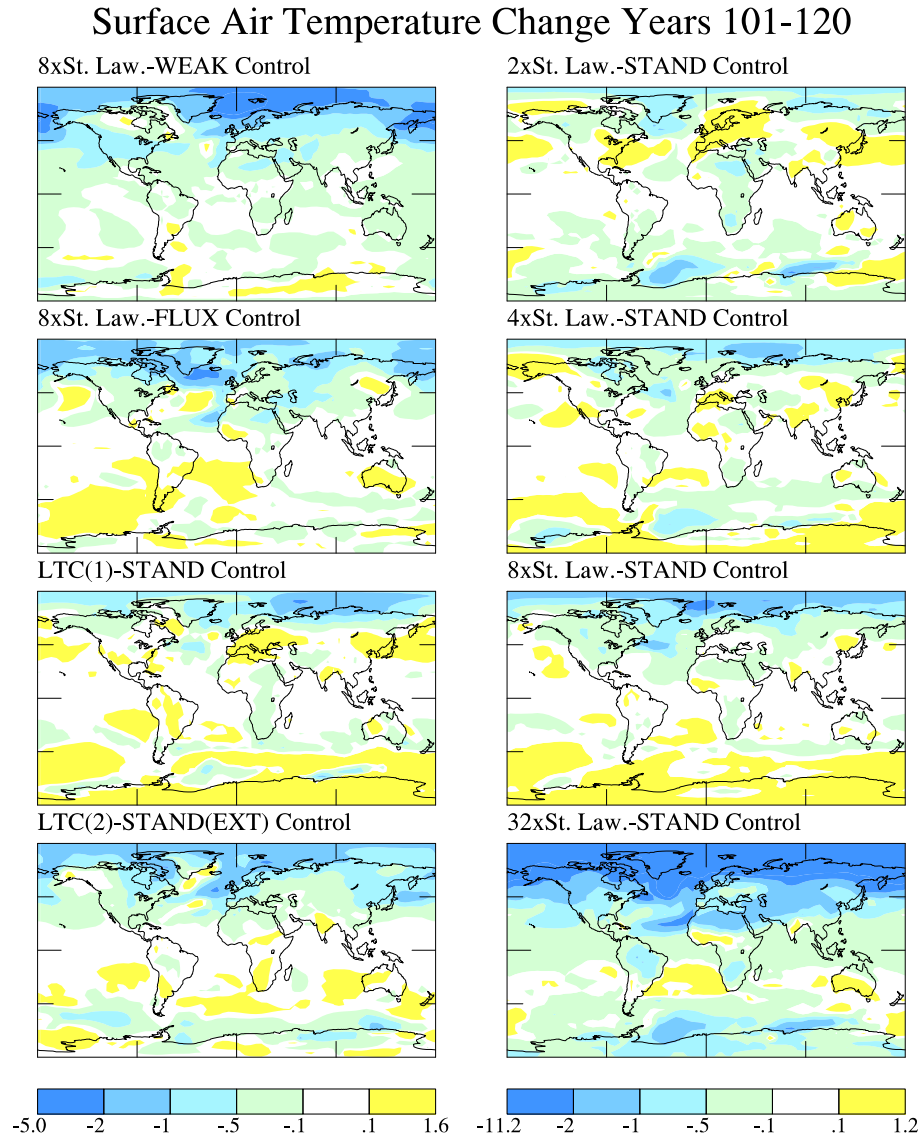 Surface Air Temperature Change Years 101-120
8xSt. Law.-WEAK Control
2xSt. Law.-STAND Control
8xSt. Law.-FLUX Control
4xSt. Law.-STAND Control
LTC(1)-STAND Control
8xSt. Law.-STAND Control
LTC(2)-STAND(EXT) Control
32xSt. Law.-STAND Control
-5.0 -2 -1 -.5 -.1 .1 1.6
-11.2 -2 -1 -.5 -.1 .1 1.2